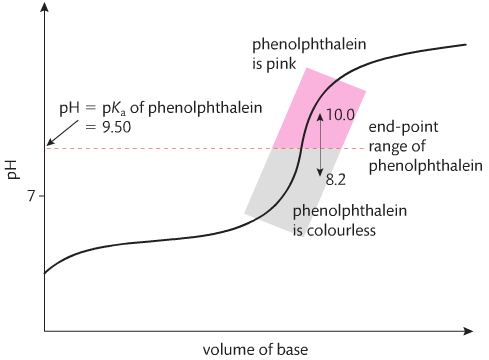 phenolphthalein
is pink
pH = pKa of phenolphthalein
= 9.50
10.0
end-point
range of
phenolphthalein
8.2
pH
7
phenolphthalein
is colourless
volume of base